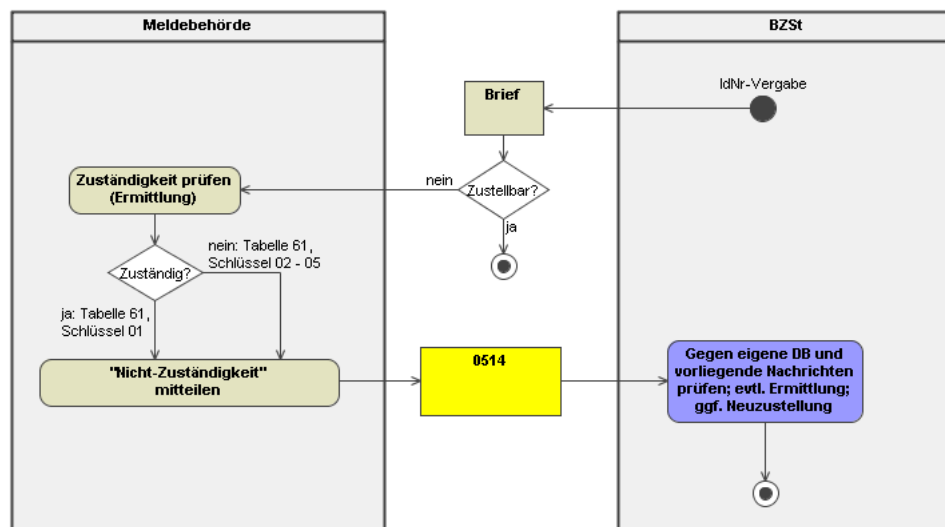 Meldebehörde
BZSt
IdNr-Vergabe
Brief
Zuständigkeit prüfen
(Ermittlung)
nein
Zustellbar?
ja
nein: Tabelle 61,
Schlüssel 02 - 05
Zuständig?
ja: Tabelle 61,
Schlüssel 01
"Nicht-Zuständigkeit"
mitteilen
0514
Gegen eigene DB und
vorliegende Nachrichten
prüfen; evtl. Ermittlung;
ggf. Neuzustellung